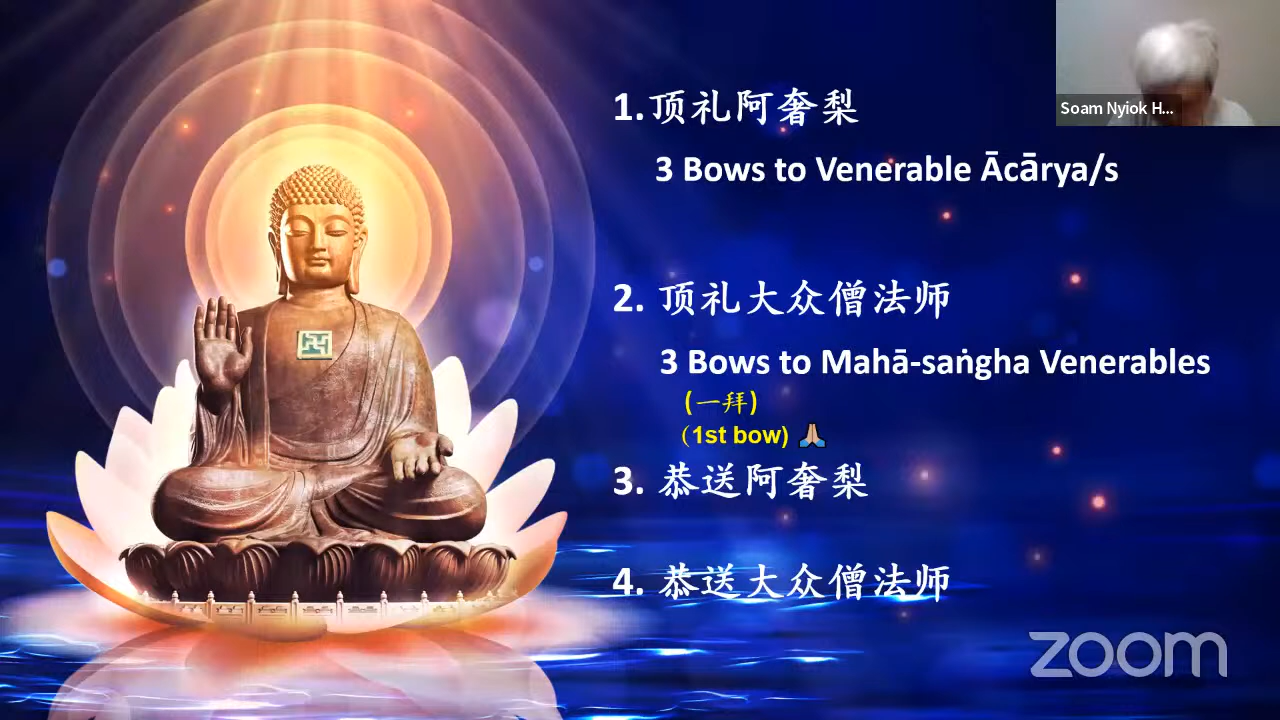 1.顶礼阿奢梨
3 Bows to Venerable Ācārya/s
2. 顶礼大众僧法师
3 Bows to Mahā-saṅgha Venerables
(一拜)
(1st bow) 🙏
3. 恭送阿奢梨
4. 恭送大众僧法师
Soam Nyiok H...
zoom